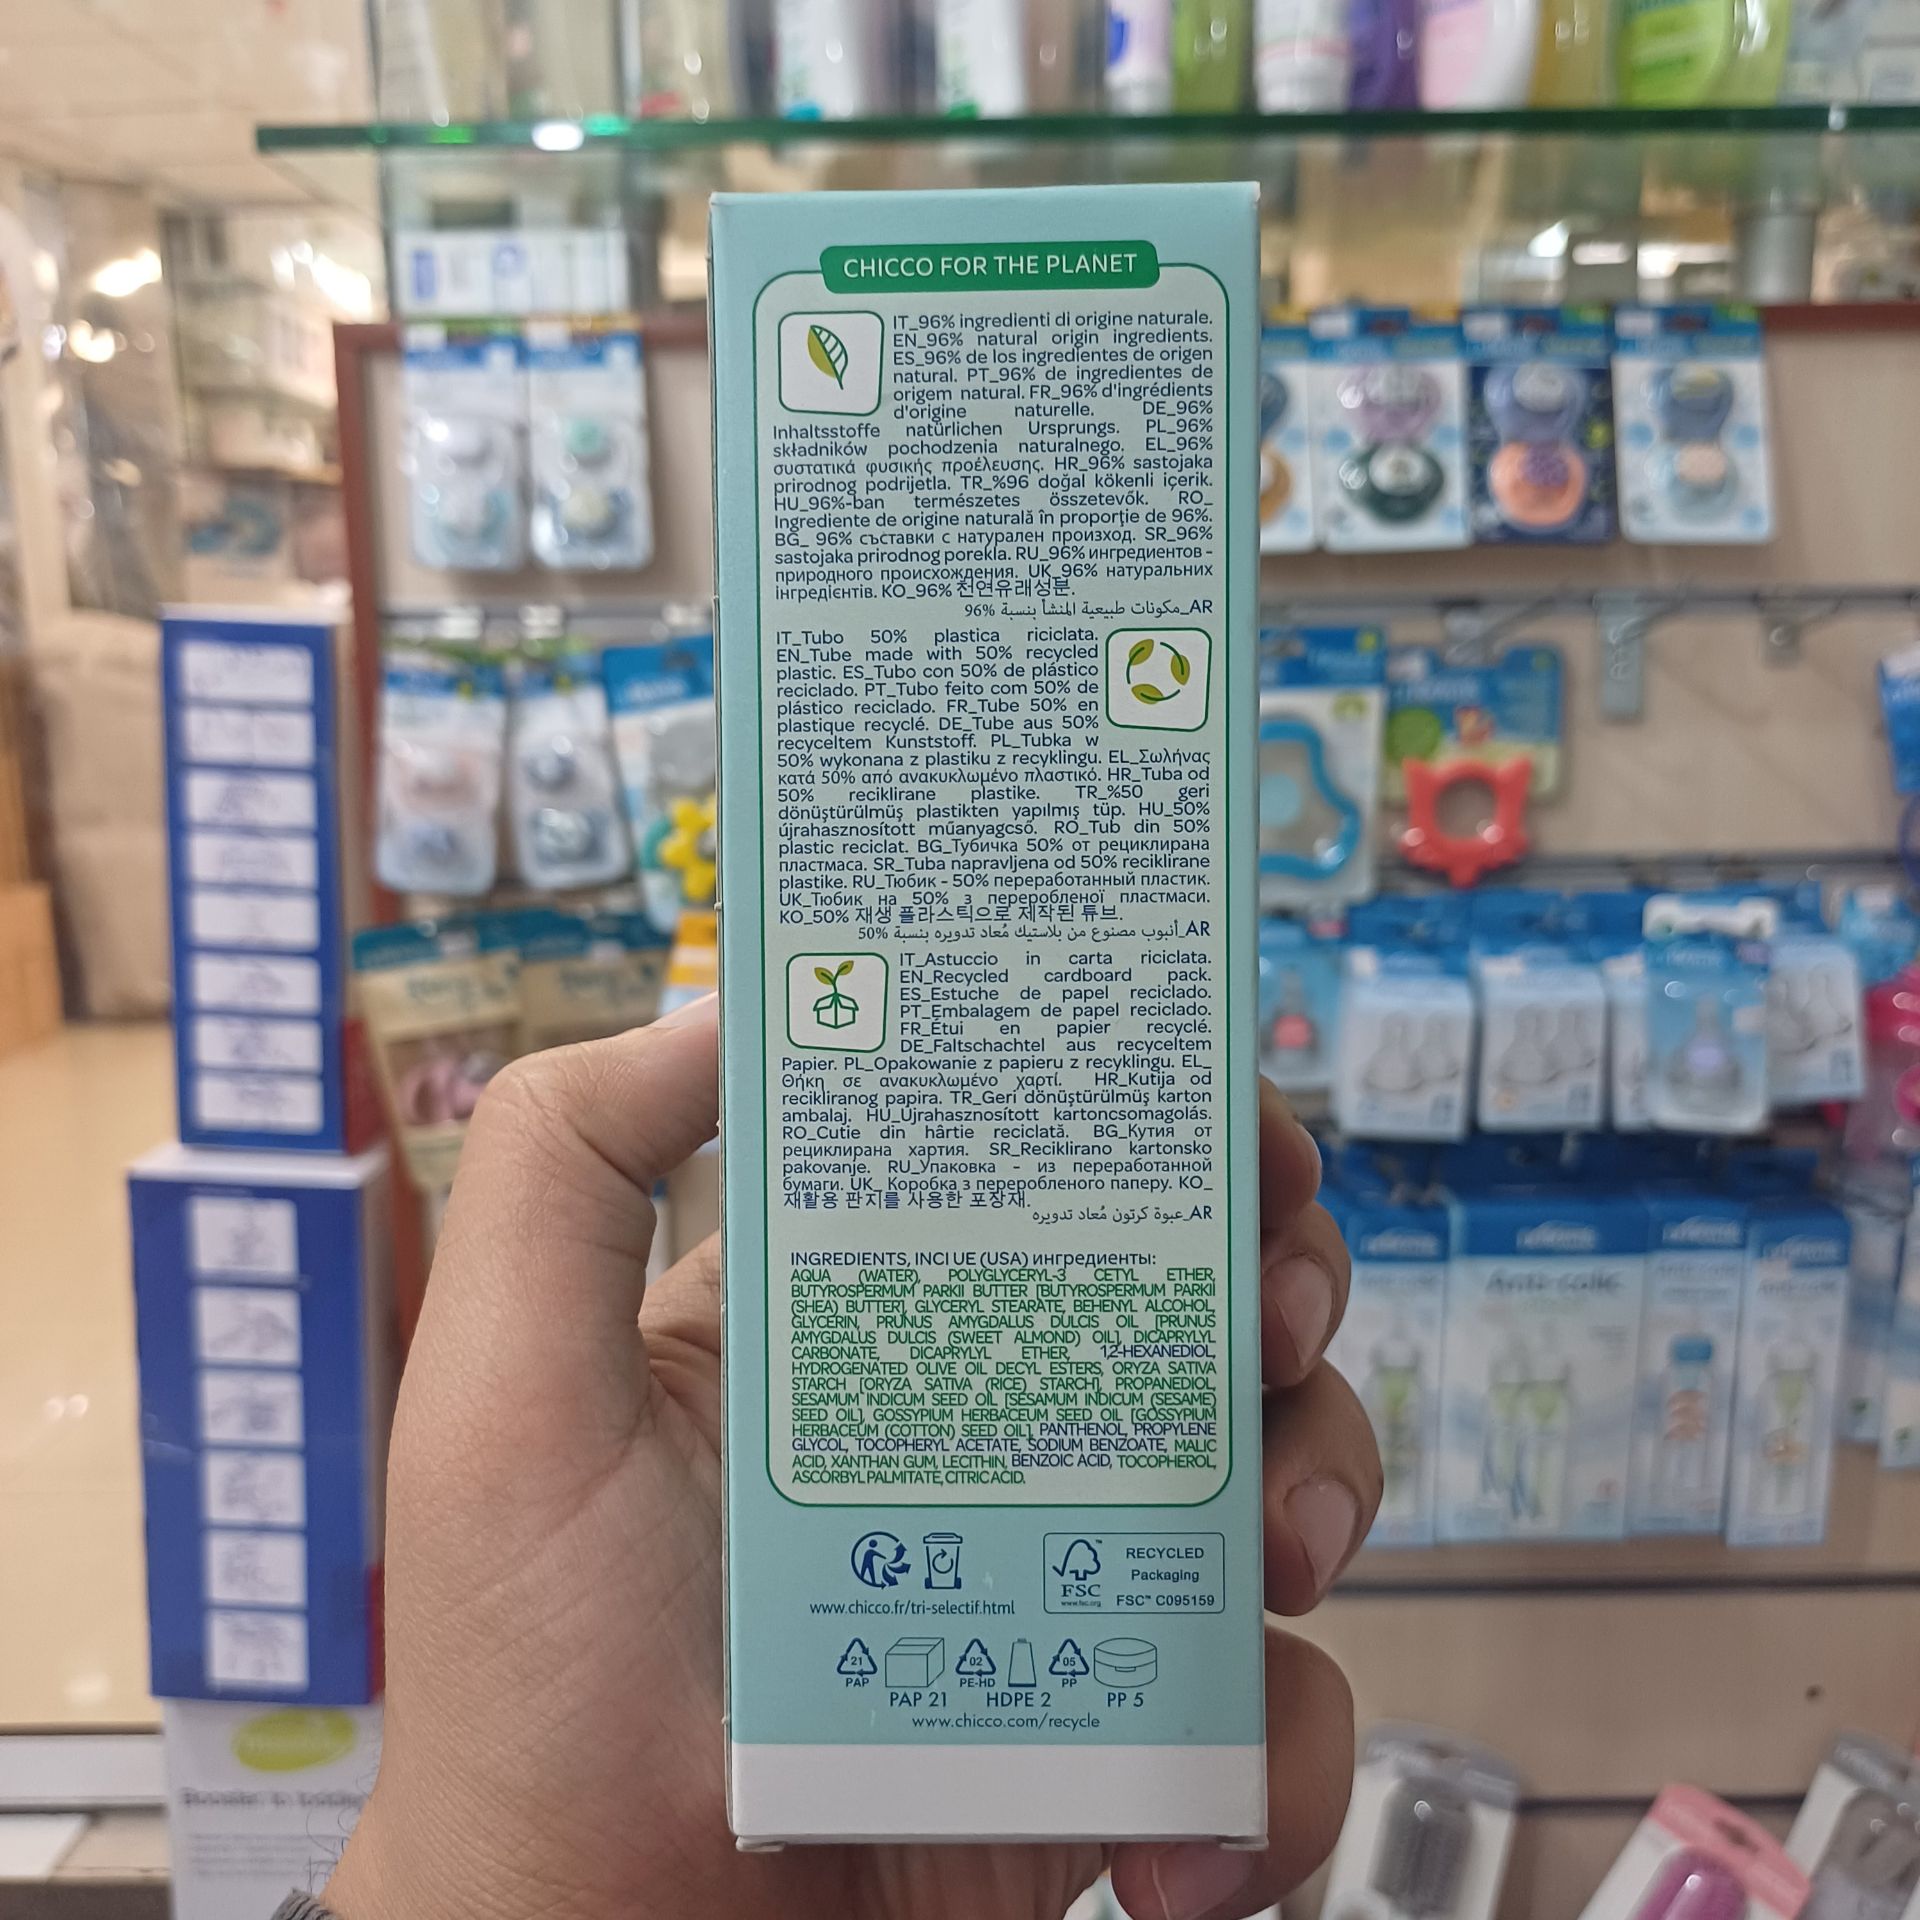 CHICCO FOR THE PLANET
IT_96% ingredienti di origine naturale.
EN_96% natural origin ingredients.
ES_96% de los ingredientes de origen
natural. PT_96% de ingredientes de
origem natural. FR_96% d'ingrédients
d'origine naturelle. DE_96%
Inhaltsstoffe natürlichen Ursprungs. PL_96%
składników pochodzenia naturalnego. EL_96%
συστατικά φυσικής προέλευσης. HR_96% sastojaka
prirodnog podrijetla. TR_%96 doğal kökenli içerik.
HU_96%-ban természetes összetevők. RO_
Ingrediente de origine naturală în proporţie de 96%.
BG_ 96% съставки с натурален произход. SR_96%
sastojaka prirodnog porekla. RU_96% ингредиентов -
природного происхождения. UK_96% натуральних
інгредієнтів. KO_96% 천연유래성분.
AR_مكونات طبيعية المنشأ بنسبة 96%
IT_Tubo 50% plastica riciclata.
EN_Tube made with 50% recycled
plastic. ES_Tubo con 50% de plástico
reciclado. PT_Tubo feito com 50% de
plástico reciclado. FR_Tube 50% en
plastique recyclé. DE_Tube aus 50%
recyceltem Kunststoff. PL_Tubka w
50% wykonana z plastiku z recyklingu. EL_Σωλήνας
κατά 50% από ανακυκλωμένο πλαστικό. HR_Tuba od
50% reciklirane plastike. TR_%50 geri
dönüştürülmüş plastikten yapılmış tüp. HU_50%
újrahasznosított műanyagcső. RO_Tub din 50%
plastic reciclat. BG_Тубичка 50% от рециклирана
пластмаса. SR_Tuba napravljena od 50% reciklirane
plastike. RU_Тюбик - 50% переработанный пластик.
UK_Тюбик на 50% з переробленої пластмаси.
KO_50% 재생 플라스틱으로 제작된 튜브.
AR_أنبوب مصنوع من بلاستيك مُعاد تدويره بنسبة 50%
IT_Astuccio in carta riciclata.
EN_Recycled cardboard pack.
ES_Estuche de papel reciclado.
PT_Embalagem de papel reciclado.
FR_Étui en papier recyclé.
DE_Faltschachtel aus recyceltem
Papier. PL_Opakowanie z papieru z recyklingu. EL_
Θήκη σε ανακυκλωμένο χαρτί. HR_Kutija od
recikliranog papira. TR_Geri dönüştürülmüş karton
ambalaj. HU_Újrahasznosított kartoncsomagolás.
RO_Cutie din hârtie reciclată. BG_Кутия от
рециклирана хартия. SR_Reciklirano kartonsko
pakovanje. RU_Упаковка - из переработанной
бумаги. UK_ Коробка з переробленого паперу. KO_
재활용 판지를 사용한 포장재.
AR_عبوة كرتون مُعاد تدويره
INGREDIENTS, INCI UE (USA) ингредиенты:
AQUA (WATER), POLYGLYCERYL-3 CETYL ETHER,
BUTYROSPERMUM PARKII BUTTER [BUTYROSPERMUM PARKII
(SHEA) BUTTER], GLYCERYL STEARATE, BEHENYL ALCOHOL,
GLYCERIN, PRUNUS AMYGDALUS DULCIS OIL [PRUNUS
AMYGDALUS DULCIS (SWEET ALMOND) OIL], DICAPRYLYL
CARBONATE, DICAPRYLYL ETHER, 1,2-HEXANEDIOL,
HYDROGENATED OLIVE OIL DECYL ESTERS, ORYZA SATIVA
STARCH [ORYZA SATIVA (RICE) STARCH], PROPANEDIOL,
SESAMUM INDICUM SEED OIL [SESAMUM INDICUM (SESAME)
SEED OIL], GOSSYPIUM HERBACEUM SEED OIL [GOSSYPIUM
HERBACEUM (COTTON) SEED OIL], PANTHENOL, PROPYLENE
GLYCOL, TOCOPHERYL ACETATE, SODIUM BENZOATE, MALIC
ACID, XANTHAN GUM, LECITHIN, BENZOIC ACID, TOCOPHEROL,
ASCORBYL PALMITATE, CITRIC ACID.
www.chicco.fr/tri-selectif.html
FSC
www.fsc.org
RECYCLED
Packaging
FSC™ C095159
21 PAP
02 PE-HD
05 PP
PAP 21 HDPE 2 PP 5
www.chicco.com/recycle
Anti-colic